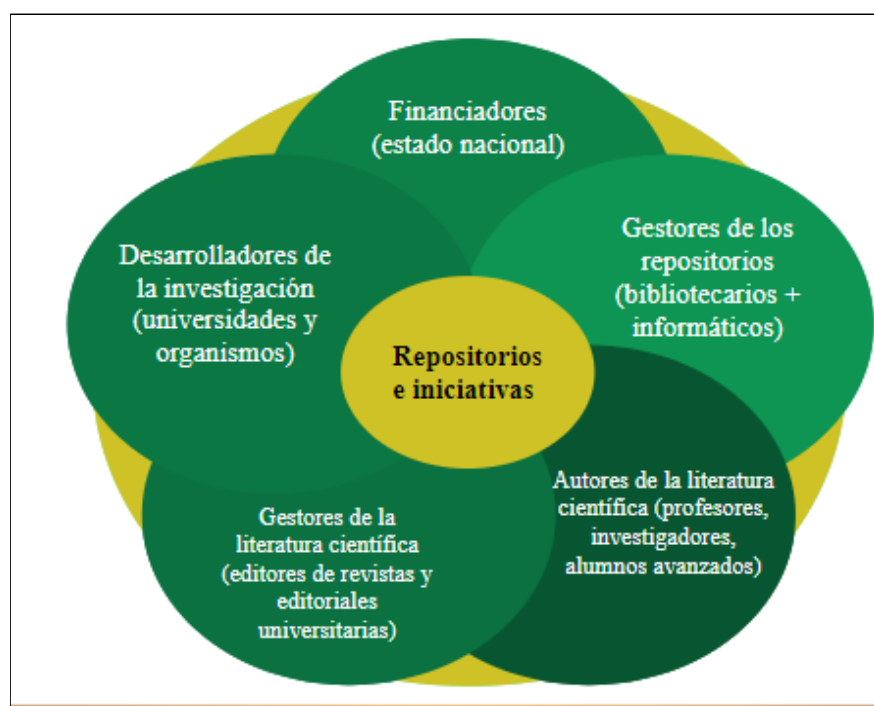 Financiadores
(estado nacional)
Gestores de los
repositorios
(bibliotecarios +
informáticos)
Desarrolladores de
la investigación
(universidades y
organismos)
Repositorios
e iniciativas
Autores de la literatura
científica (profesores,
investigadores,
alumnos avanzados)
Gestores de la
literatura científica
(editores de revistas y
editoriales
universitarias)